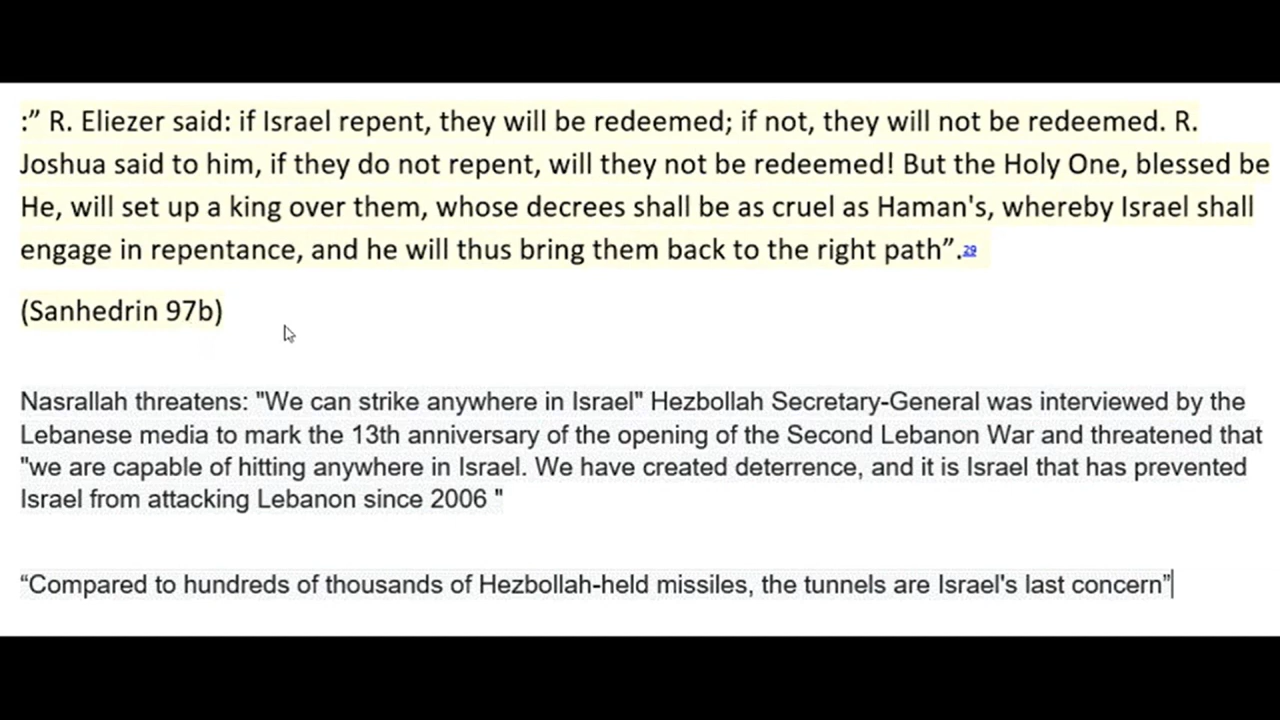 :” R. Eliezer said: if Israel repent, they will be redeemed; if not, they will not be redeemed. R.
Joshua said to him, if they do not repent, will they not be redeemed! But the Holy One, blessed be
He, will set up a king over them, whose decrees shall be as cruel as Haman's, whereby Israel shall
engage in repentance, and he will thus bring them back to the right path”.29
(Sanhedrin 97b)
Nasrallah threatens: "We can strike anywhere in Israel" Hezbollah Secretary-General was interviewed by the
Lebanese media to mark the 13th anniversary of the opening of the Second Lebanon War and threatened that
"we are capable of hitting anywhere in Israel. We have created deterrence, and it is Israel that has prevented
Israel from attacking Lebanon since 2006 "
“Compared to hundreds of thousands of Hezbollah-held missiles, the tunnels are Israel's last concern”